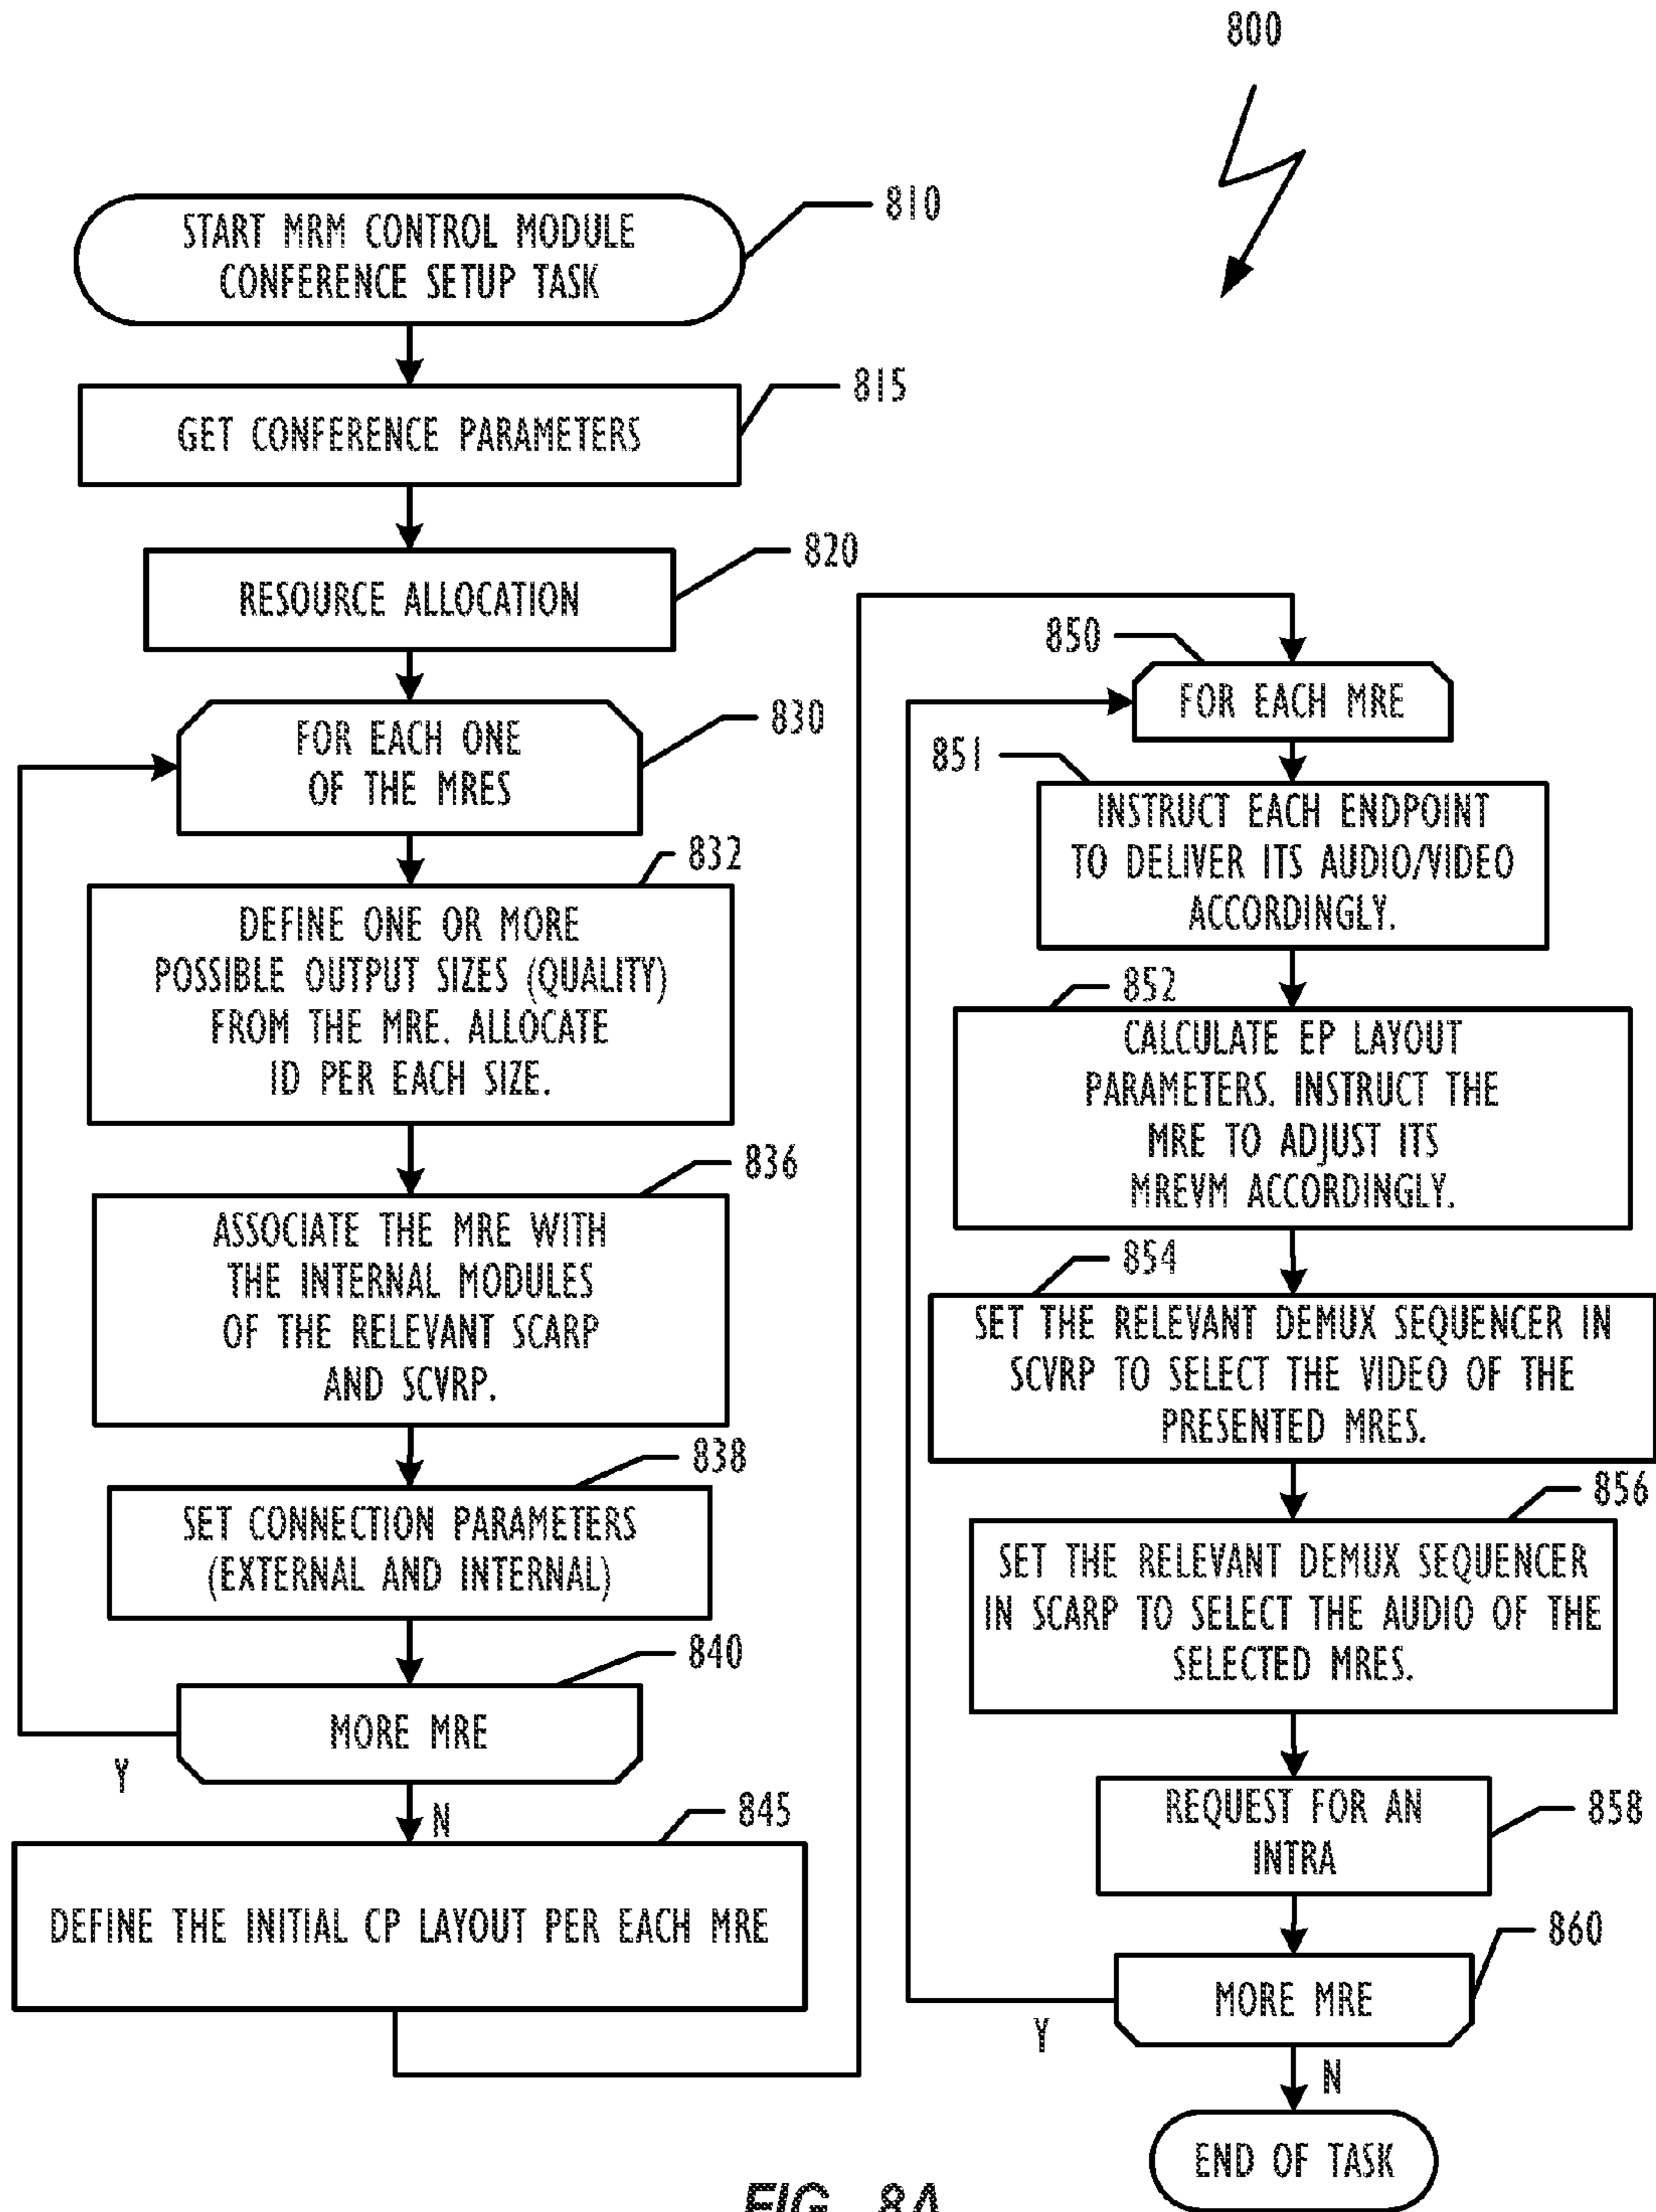 800
START MRM CONTROL MODULE
CONFERENCE SETUP TASK
810
GET CONFERENCE PARAMETERS
815
RESOURCE ALLOCATION
820
FOR EACH ONE
OF THE MRES
830
DEFINE ONE OR MORE
POSSIBLE OUTPUT SIZES (QUALITY)
FROM THE MRE. ALLOCATE
ID PER EACH SIZE.
832
ASSOCIATE THE MRE WITH
THE INTERNAL MODULES
OF THE RELEVANT SCARP
AND SCVRP.
836
SET CONNECTION PARAMETERS
(EXTERNAL AND INTERNAL)
838
MORE MRE
840
Y
N
DEFINE THE INITIAL CP LAYOUT PER EACH MRE
845
850
FOR EACH MRE
851
INSTRUCT EACH ENDPOINT
TO DELIVER ITS AUDIO/VIDEO
ACCORDINGLY.
852
CALCULATE EP LAYOUT
PARAMETERS. INSTRUCT THE
MRE TO ADJUST ITS
MREVM ACCORDINGLY.
854
SET THE RELEVANT DEMUX SEQUENCER IN
SCVRP TO SELECT THE VIDEO OF THE
PRESENTED MRES.
856
SET THE RELEVANT DEMUX SEQUENCER
IN SCARP TO SELECT THE AUDIO OF THE
SELECTED MRES.
REQUEST FOR AN
INTRA
858
MORE MRE
860
Y
N
END OF TASK
FIG. 8A